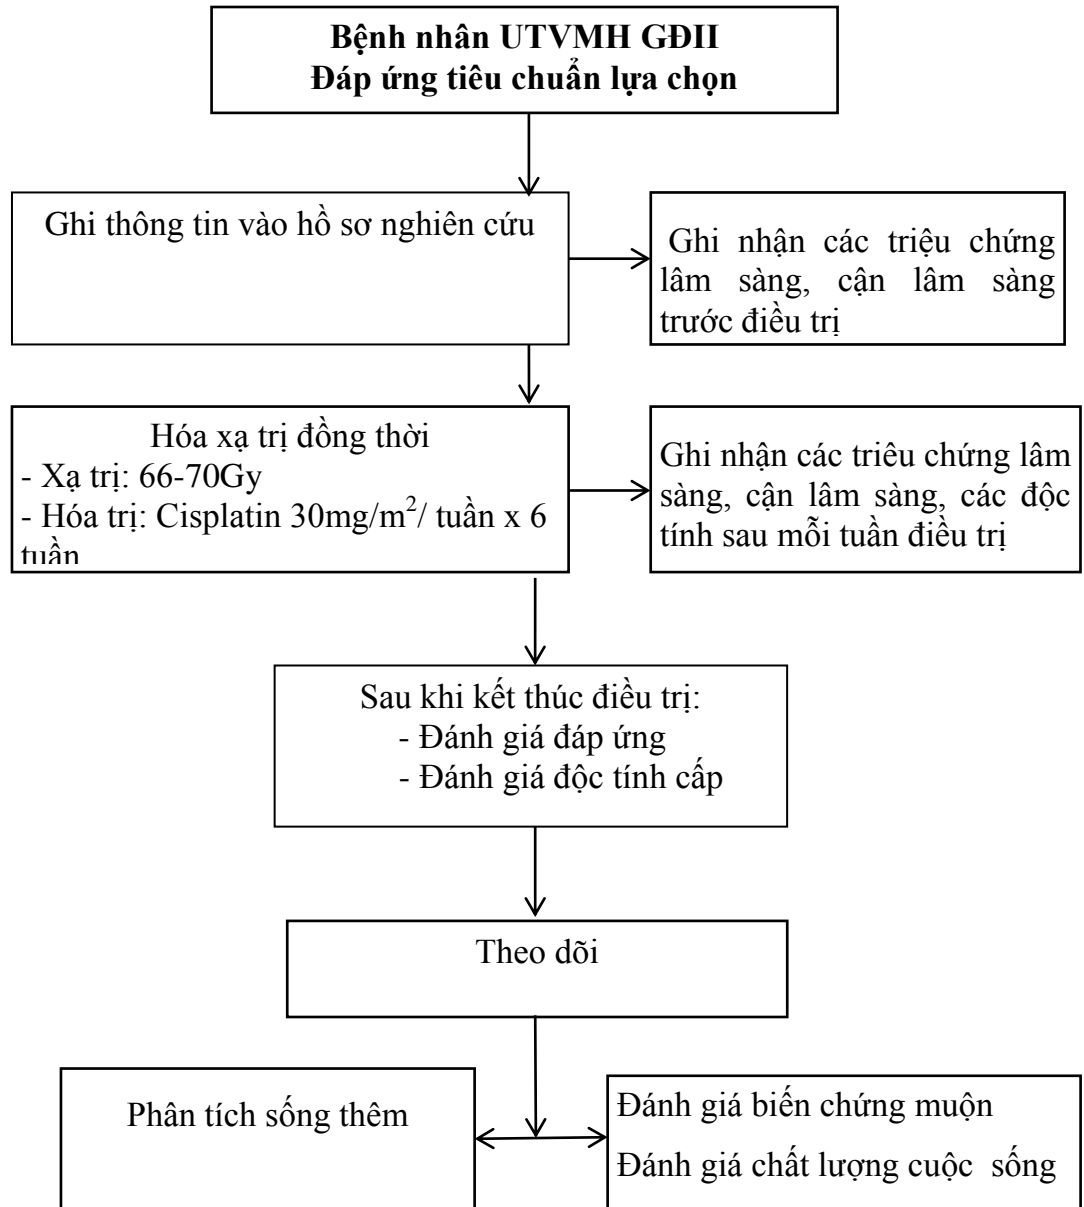 Bệnh nhân UTVMH GĐII
Đáp ứng tiêu chuẩn lựa chọn
Ghi thông tin vào hồ sơ nghiên cứu
Ghi nhận các triệu chứng
lâm sàng, cận lâm sàng
trước điều trị
Hóa xạ trị đồng thời
- Xạ trị: 66-70Gy
- Hóa trị: Cisplatin 30mg/m²/ tuần x 6
tuần
Ghi nhận các triêu chứng lâm
sàng, cận lâm sàng, các độc
tính sau mỗi tuần điều trị
Sau khi kết thúc điều trị:
- Đánh giá đáp ứng
- Đánh giá độc tính cấp
Theo dõi
Phân tích sống thêm
Đánh giá biến chứng muộn
Đánh giá chất lượng cuộc sống